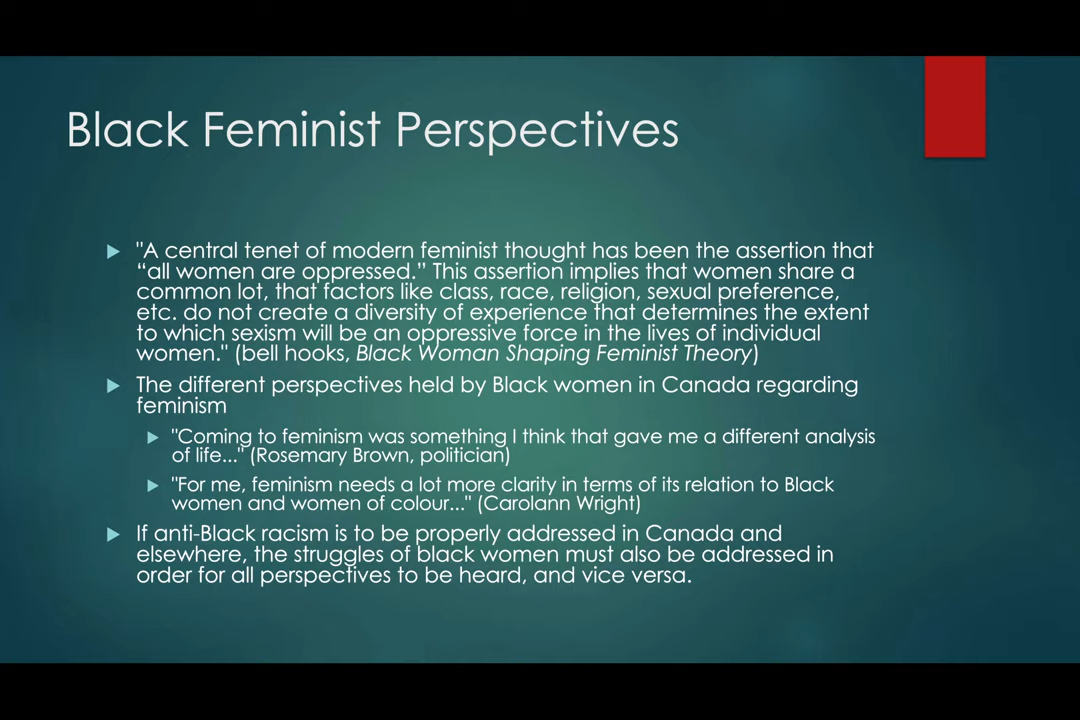 Black Feminist Perspectives
"A central tenet of modern feminist thought has been the assertion that
“all women are oppressed.” This assertion implies that women share a
common lot, that factors like class, race, religion, sexual preference,
etc. do not create a diversity of experience that determines the extent
to which sexism will be an oppressive force in the lives of individual
women." (bell hooks, Black Woman Shaping Feminist Theory)
The different perspectives held by Black women in Canada regarding
feminism
"Coming to feminism was something I think that gave me a different analysis
of life..." (Rosemary Brown, politician)
"For me, feminism needs a lot more clarity in terms of its relation to Black
women and women of colour..." (Carolann Wright)
If anti-Black racism is to be properly addressed in Canada and
elsewhere, the struggles of black women must also be addressed in
order for all perspectives to be heard, and vice versa.